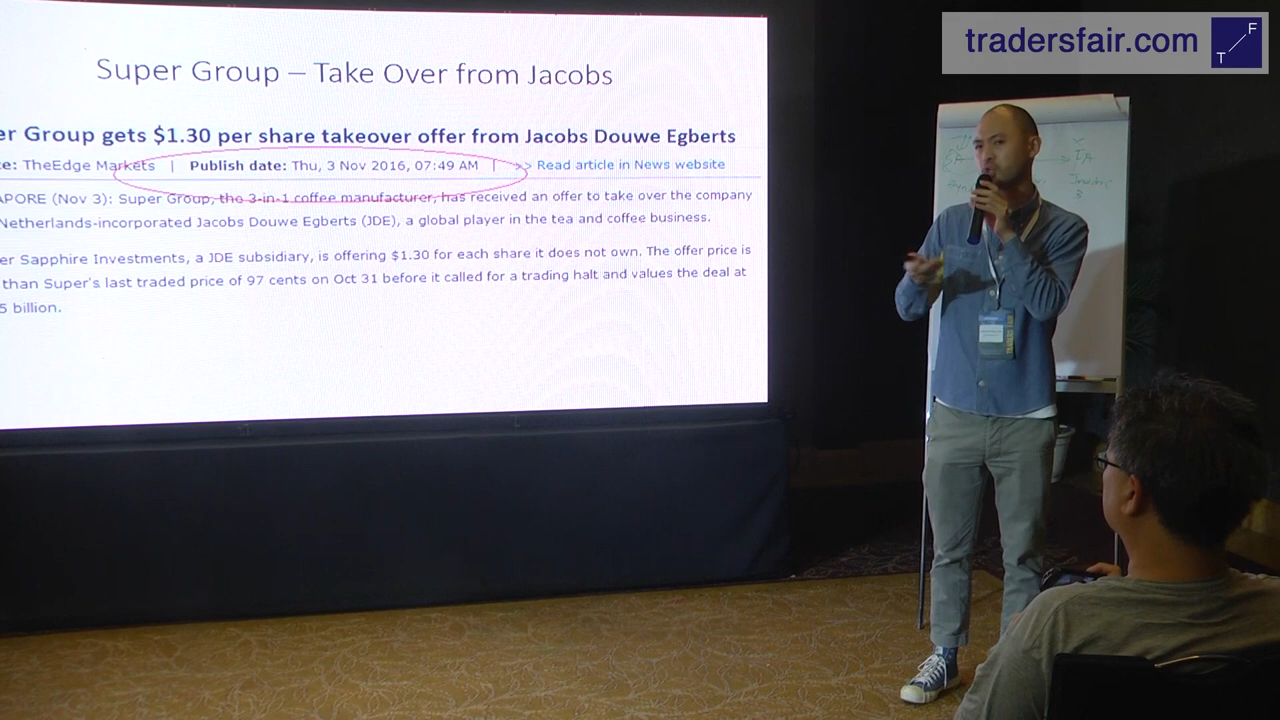 tradersfair.com
F
T
Super Group – Take Over from Jacobs
er Group gets $1.30 per share takeover offer from Jacobs Douwe Egberts
ce: TheEdge Markets | Publish date: Thu, 3 Nov 2016, 07:49 AM | >> Read article in News website
APORE (Nov 3): Super Group, the 3-in-1 coffee manufacturer, has received an offer to take over the company
Netherlands-incorporated Jacobs Douwe Egberts (JDE), a global player in the tea and coffee business.
er Sapphire Investments, a JDE subsidiary, is offering $1.30 for each share it does not own. The offer price is
than Super's last traded price of 97 cents on Oct 31 before it called for a trading halt and values the deal at
5 billion.